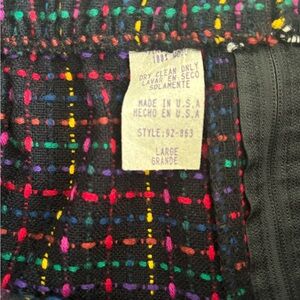 DRY CLEAN ONLY
LAVAR EN SECO
SOLAMENTE
MADE IN U.S.A
HECHO EN U.S.A
STYLE:92-863
LARGE
GRANDE